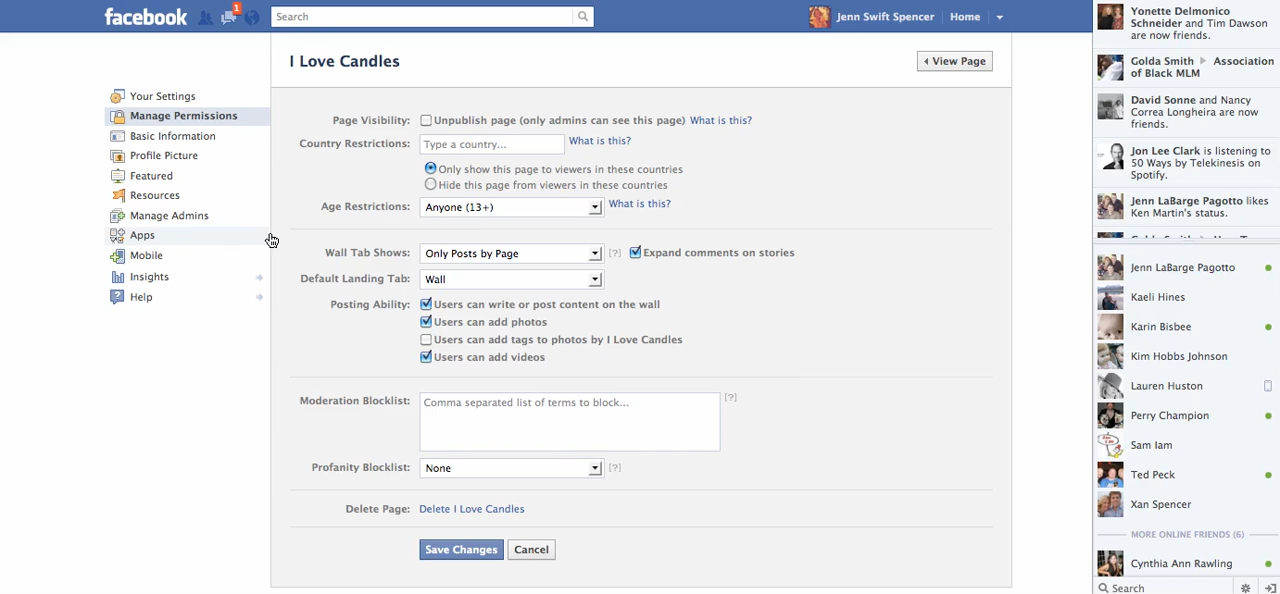 facebook
1
Search
Jenn Swift Spencer
Home
I Love Candles
View Page
Your Settings
Manage Permissions
Basic Information
Profile Picture
Featured
Resources
Manage Admins
Apps
Mobile
Insights
Help
Page Visibility: Unpublish page (only admins can see this page) What is this?
Country Restrictions: Type a country... What is this?
Only show this page to viewers in these countries
Hide this page from viewers in these countries
Age Restrictions: Anyone (13+) What is this?
Wall Tab Shows: Only Posts by Page [?] Expand comments on stories
Default Landing Tab: Wall
Posting Ability: Users can write or post content on the wall
Users can add photos
Users can add tags to photos by I Love Candles
Users can add videos
Moderation Blocklist: Comma separated list of terms to block... [?]
Profanity Blocklist: None [?]
Delete Page: Delete I Love Candles
Save Changes
Cancel
Yonette Delmonico
Schneider and Tim Dawson
are now friends.
Golda Smith ▶ Association
of Black MLM
David Sonne and Nancy
Correa Longheira are now
friends.
Jon Lee Clark is listening to
50 Ways by Telekinesis on
Spotify.
Jenn LaBarge Pagotto likes
Ken Martin's status.
Jenn LaBarge Pagotto
Kaeli Hines
Karin Bisbee
Kim Hobbs Johnson
Lauren Huston
Perry Champion
Sam Iam
Ted Peck
Xan Spencer
MORE ONLINE FRIENDS (6)
Cynthia Ann Rawling
Search